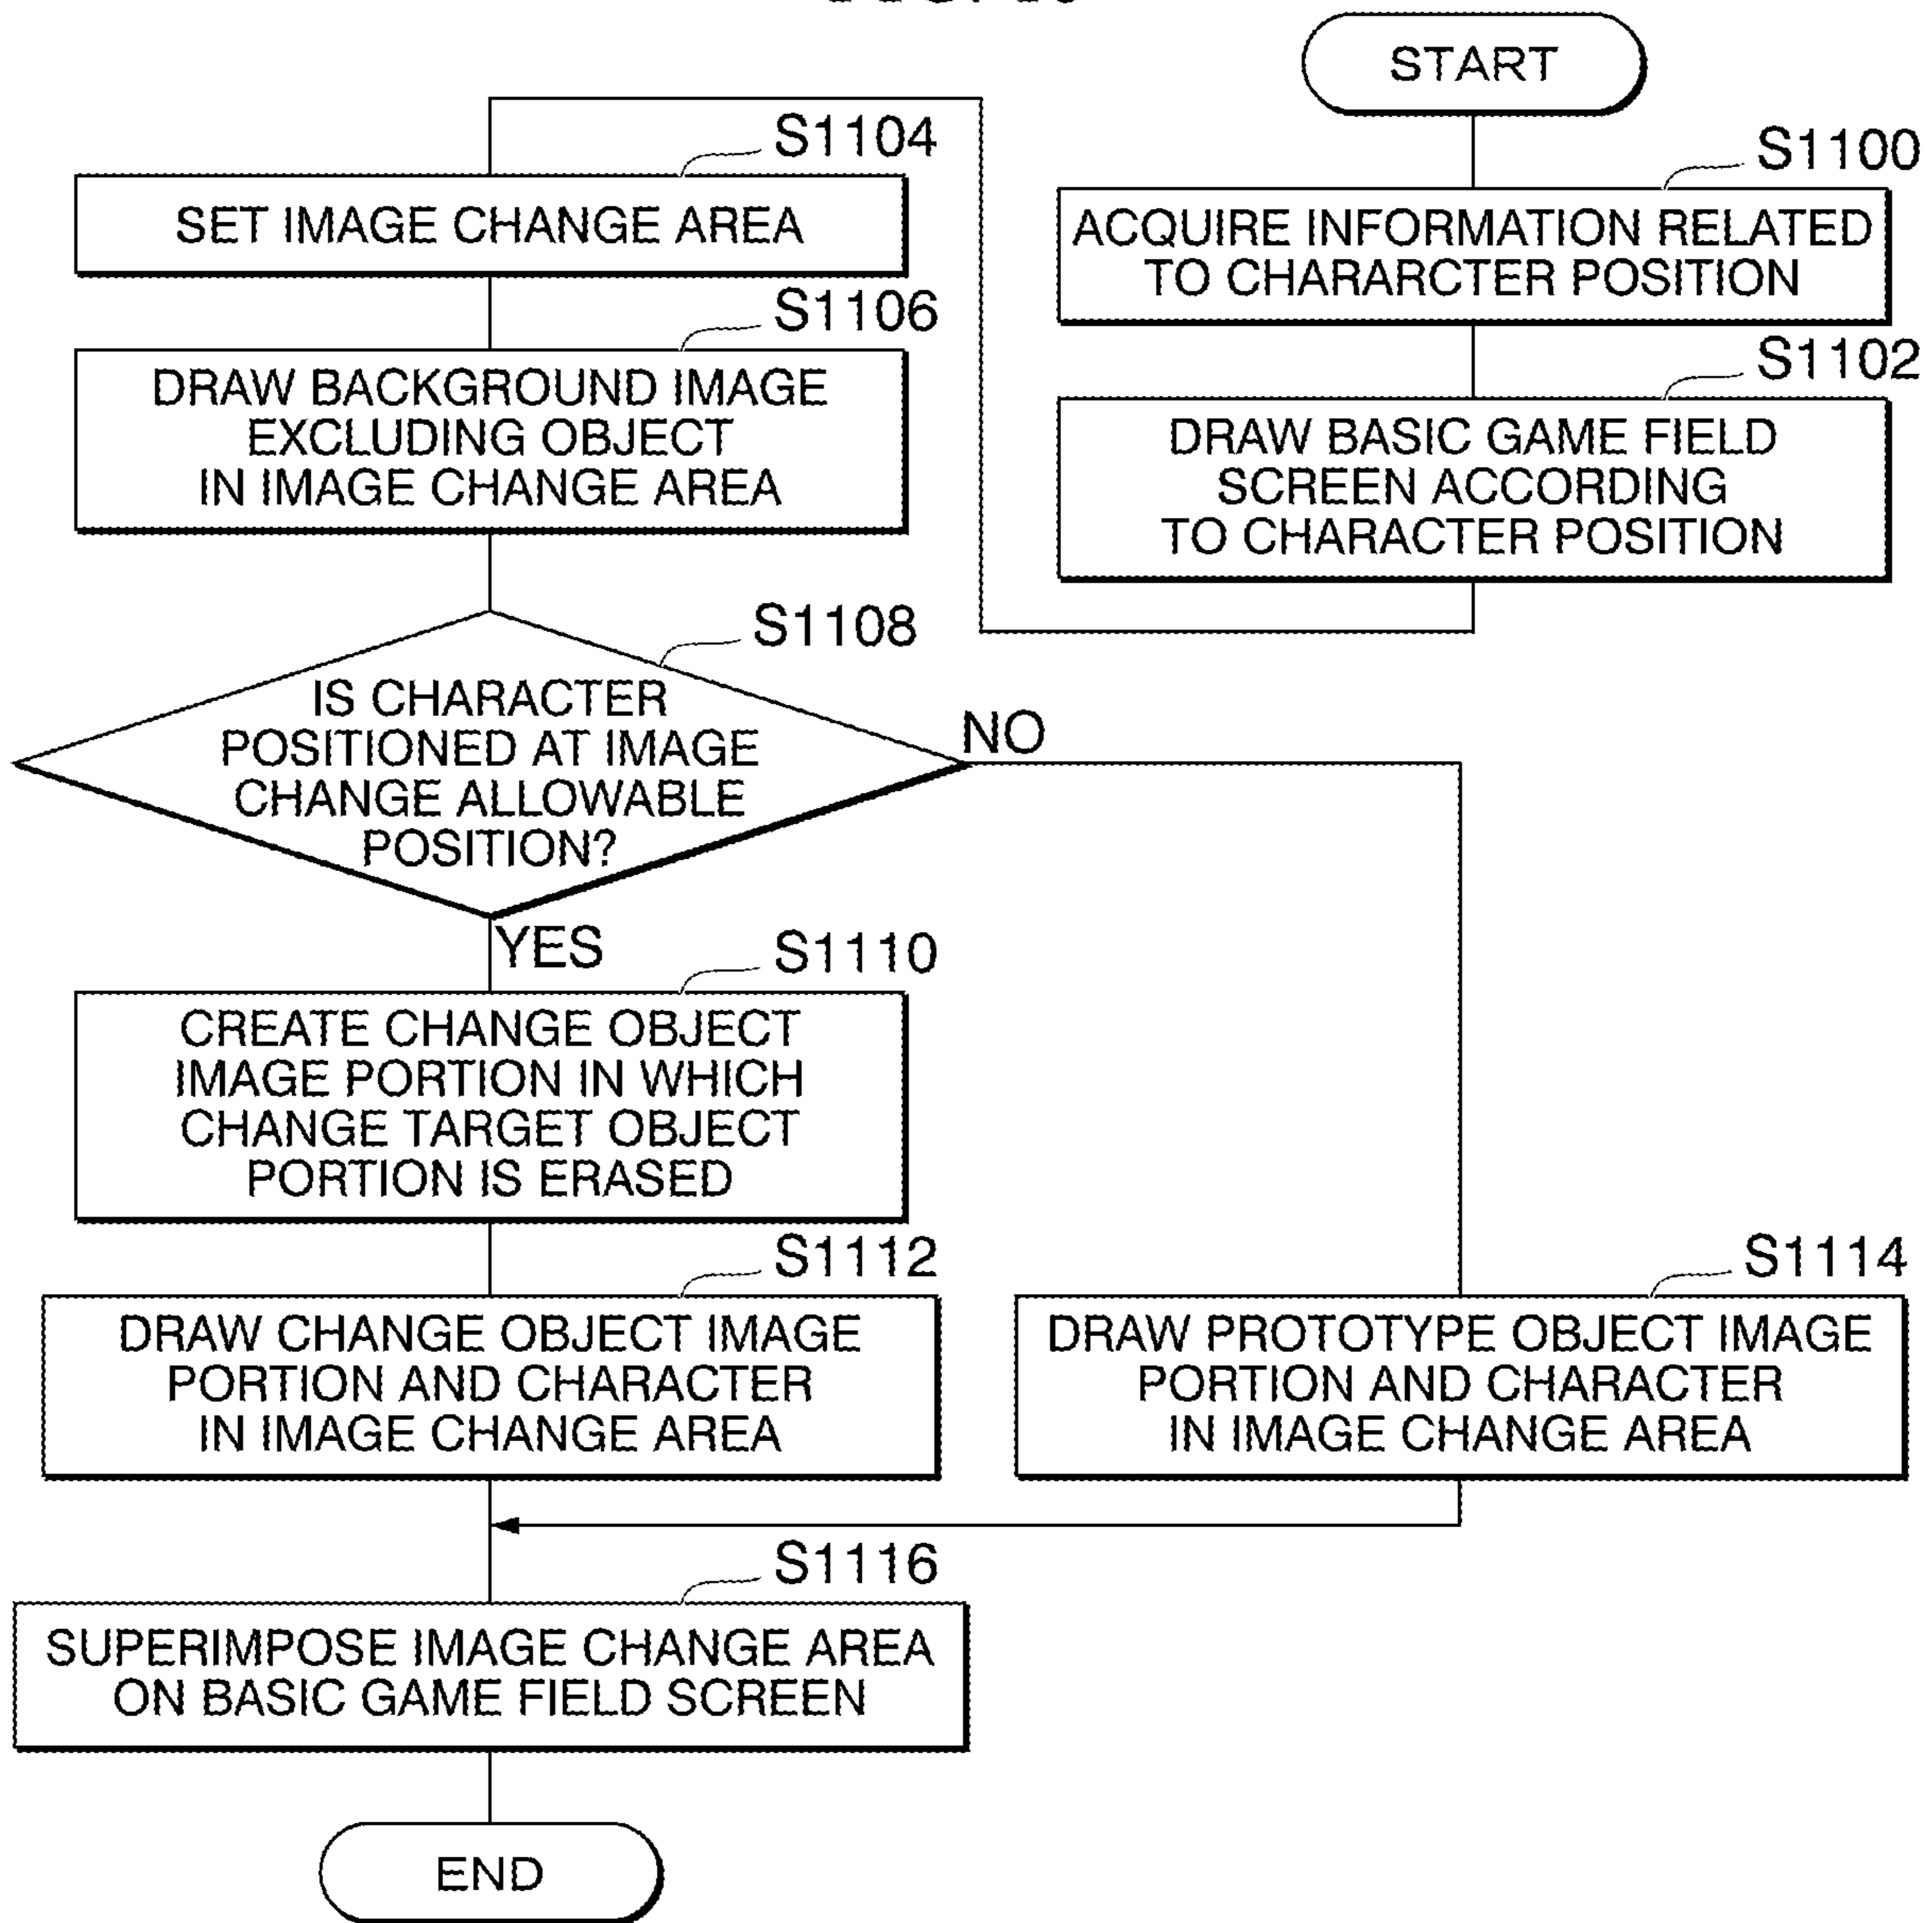 START
S1100
ACQUIRE INFORMATION RELATED
TO CHARARCTER POSITION
S1102
DRAW BASIC GAME FIELD
SCREEN ACCORDING
TO CHARACTER POSITION
S1104
SET IMAGE CHANGE AREA
S1106
DRAW BACKGROUND IMAGE
EXCLUDING OBJECT
IN IMAGE CHANGE AREA
S1108
IS CHARACTER
POSITIONED AT IMAGE
CHANGE ALLOWABLE
POSITION?
NO
YES
S1110
CREATE CHANGE OBJECT
IMAGE PORTION IN WHICH
CHANGE TARGET OBJECT
PORTION IS ERASED
S1112
DRAW CHANGE OBJECT IMAGE
PORTION AND CHARACTER
IN IMAGE CHANGE AREA
S1114
DRAW PROTOTYPE OBJECT IMAGE
PORTION AND CHARACTER
IN IMAGE CHANGE AREA
S1116
SUPERIMPOSE IMAGE CHANGE AREA
ON BASIC GAME FIELD SCREEN
END